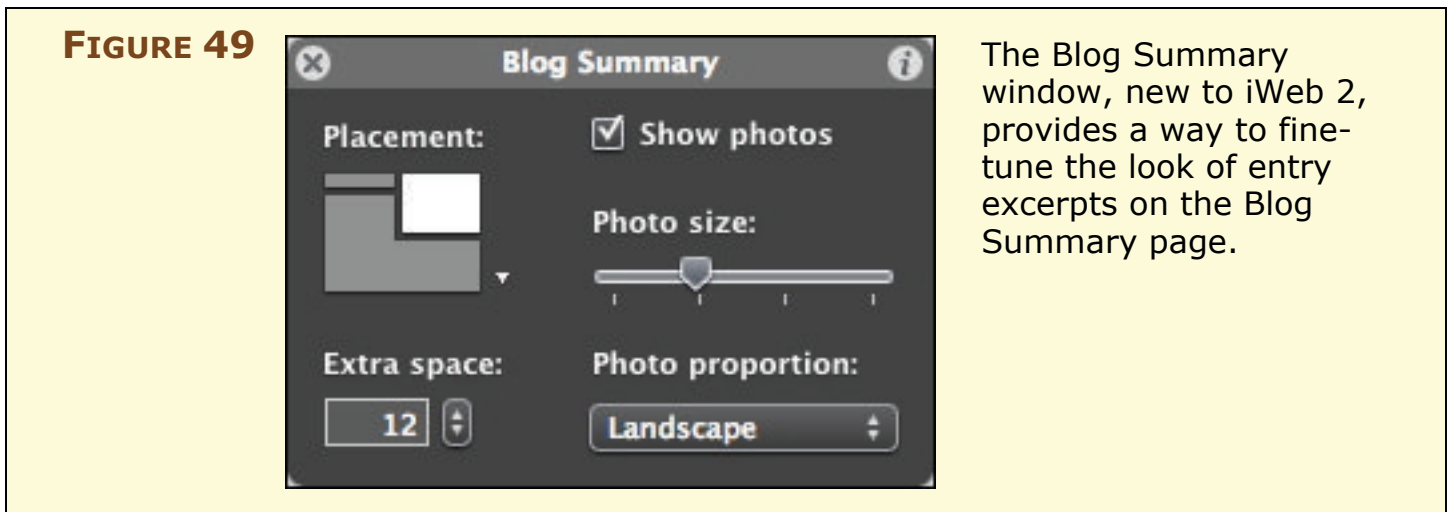 FIGURE 49
Blog Summary
Placement:
Show photos
Photo size:
Extra space:
12
Photo proportion:
Landscape
The Blog Summary
window, new to iWeb 2,
provides a way to fine-
tune the look of entry
excerpts on the Blog
Summary page.